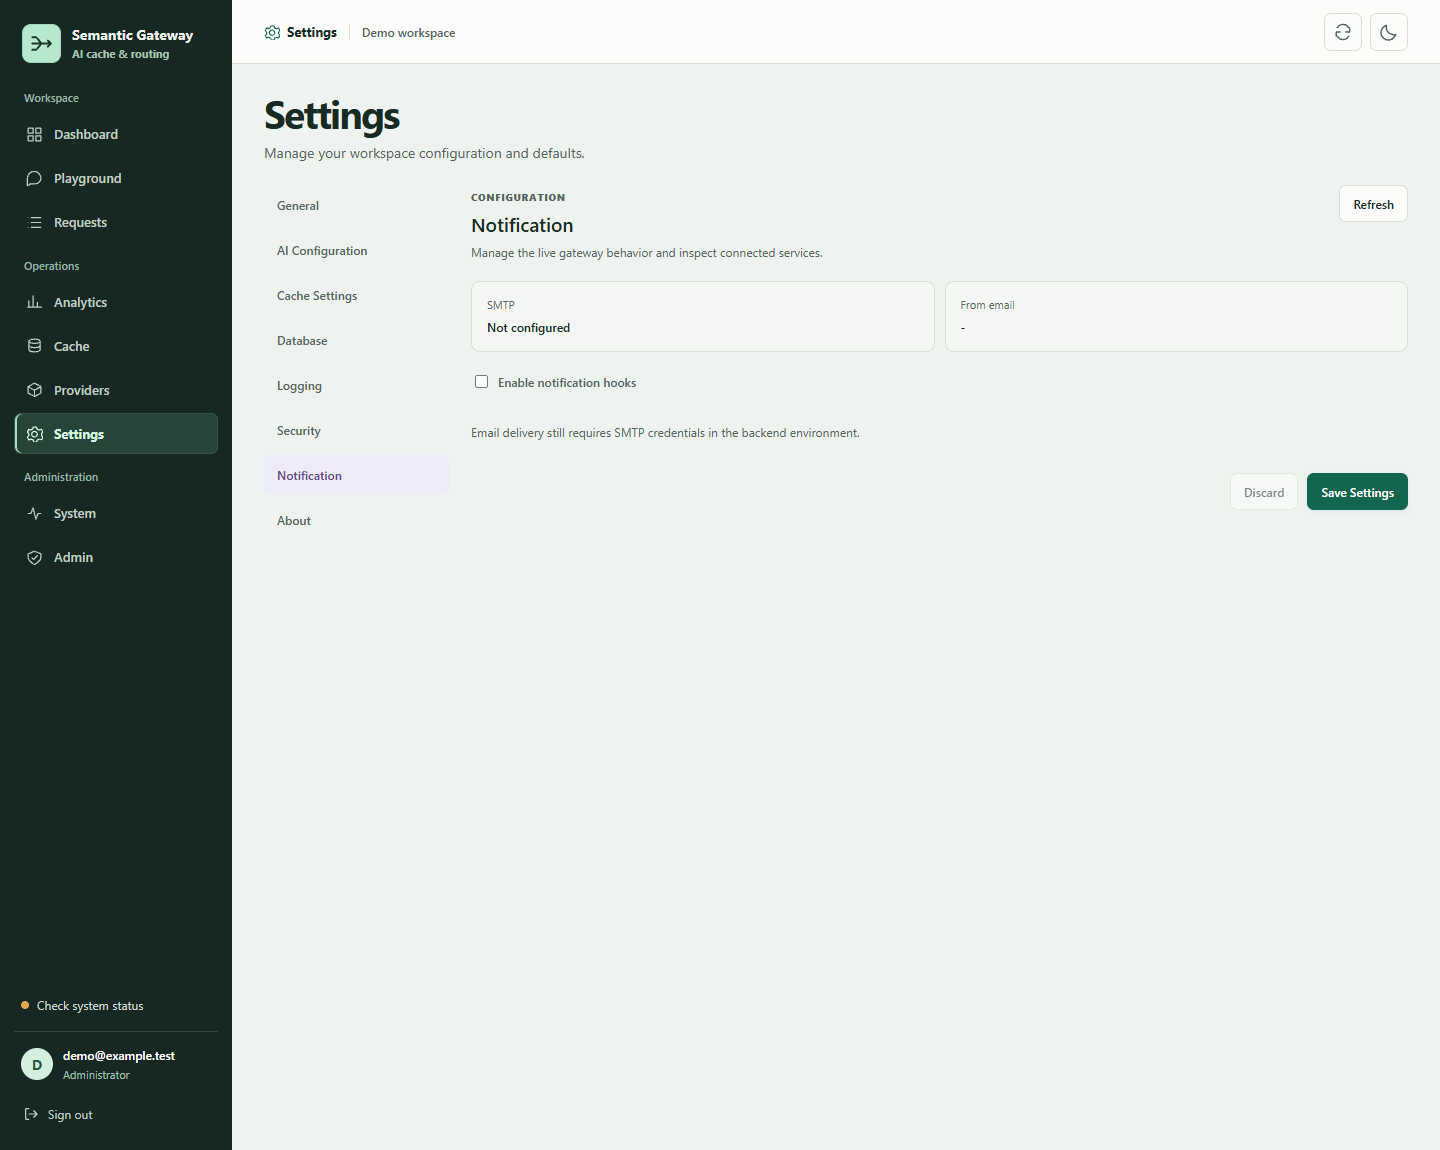 Semantic Gateway
AI cache & routing
Workspace
Dashboard
Playground
Requests
Operations
Analytics
Cache
Providers
Settings
Administration
System
Admin
Check system status
D
demo@example.test
Administrator
Sign out
Settings
Demo workspace
Settings
Manage your workspace configuration and defaults.
General
AI Configuration
Cache Settings
Database
Logging
Security
Notification
About
CONFIGURATION
Notification
Manage the live gateway behavior and inspect connected services.
Refresh
SMTP
Not configured
From email
-
Enable notification hooks
Email delivery still requires SMTP credentials in the backend environment.
Discard
Save Settings